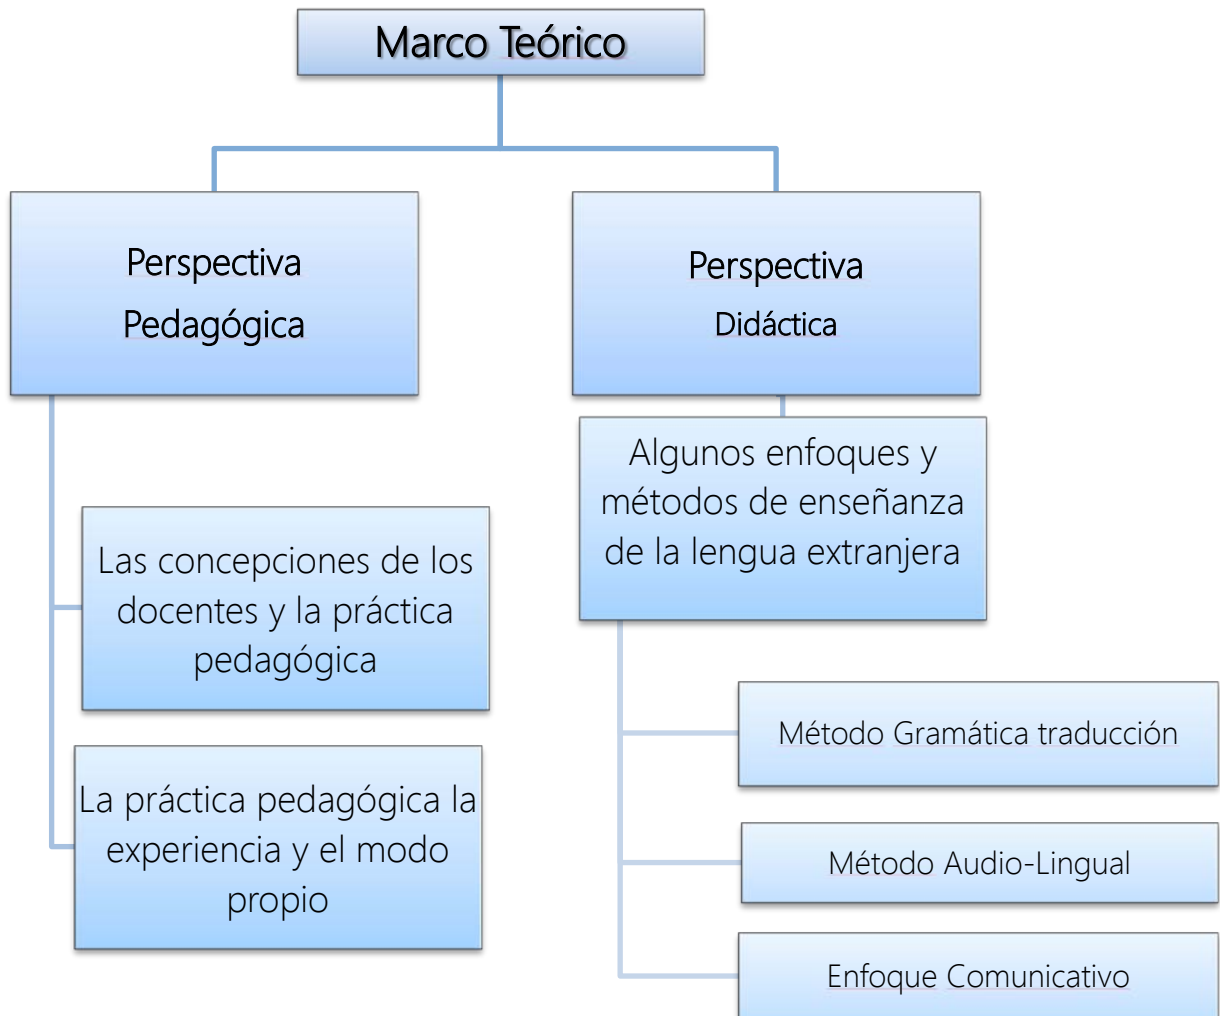 Marco Teórico
Perspectiva
Pedagógica
Las concepciones de los
docentes y la práctica
pedagógica
La práctica pedagógica la
experiencia y el modo
propio
Perspectiva
Didáctica
Algunos enfoques y
métodos de enseñanza
de la lengua extranjera
Método Gramática traducción
Método Audio-Lingual
Enfoque Comunicativo